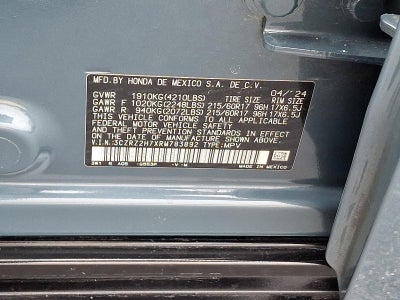 MFD.BY HONDA DE MEXICO S.A. DE C.V. 04/'24
GVWR 1910KG(4210LBS) TIRE SIZE RIM SIZE
GAWR F 1020KG(2248LBS) 215/60R17 96H 17X6.5J
GAWR R 940KG(2072LBS) 215/60R17 96H 17X6.5J
THIS VEHICLE CONFORMS TO ALL APPLICABLE
FEDERAL MOTOR VEHICLE SAFETY AND THEFT PREVENTION STANDARDS IN EFFECT
ON THE DATE OF MANUFACTURE SHOWN ABOVE.
V.I.N.:3CZRZ2H7XRM783892 TYPE:MPV
MADE IN MEXICO